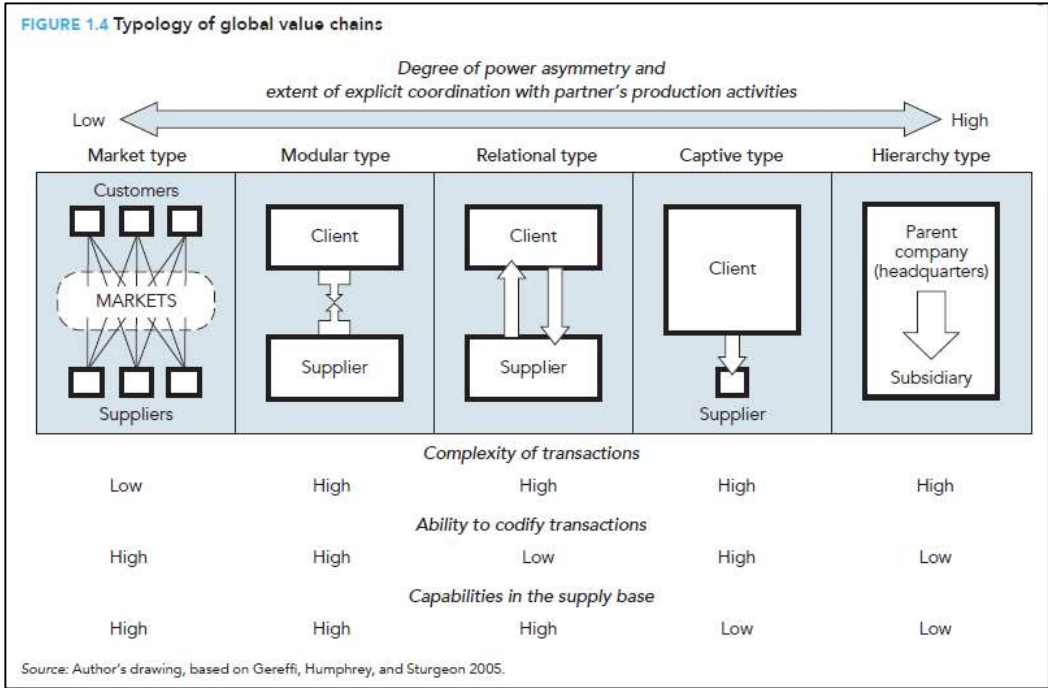 FIGURE 1.4 Typology of global value chains
Degree of power asymmetry and
extent of explicit coordination with partner's production activities
Low High
Market type Modular type Relational type Captive type Hierarchy type
Customers
MARKETS
Suppliers
Client
Supplier
Client
Supplier
Client
Supplier
Parent
company
(headquarters)
Subsidiary
Complexity of transactions
Low High High High High
Ability to codify transactions
High High Low High Low
Capabilities in the supply base
High High High Low Low
Source: Author's drawing, based on Gereffi, Humphrey, and Sturgeon 2005.